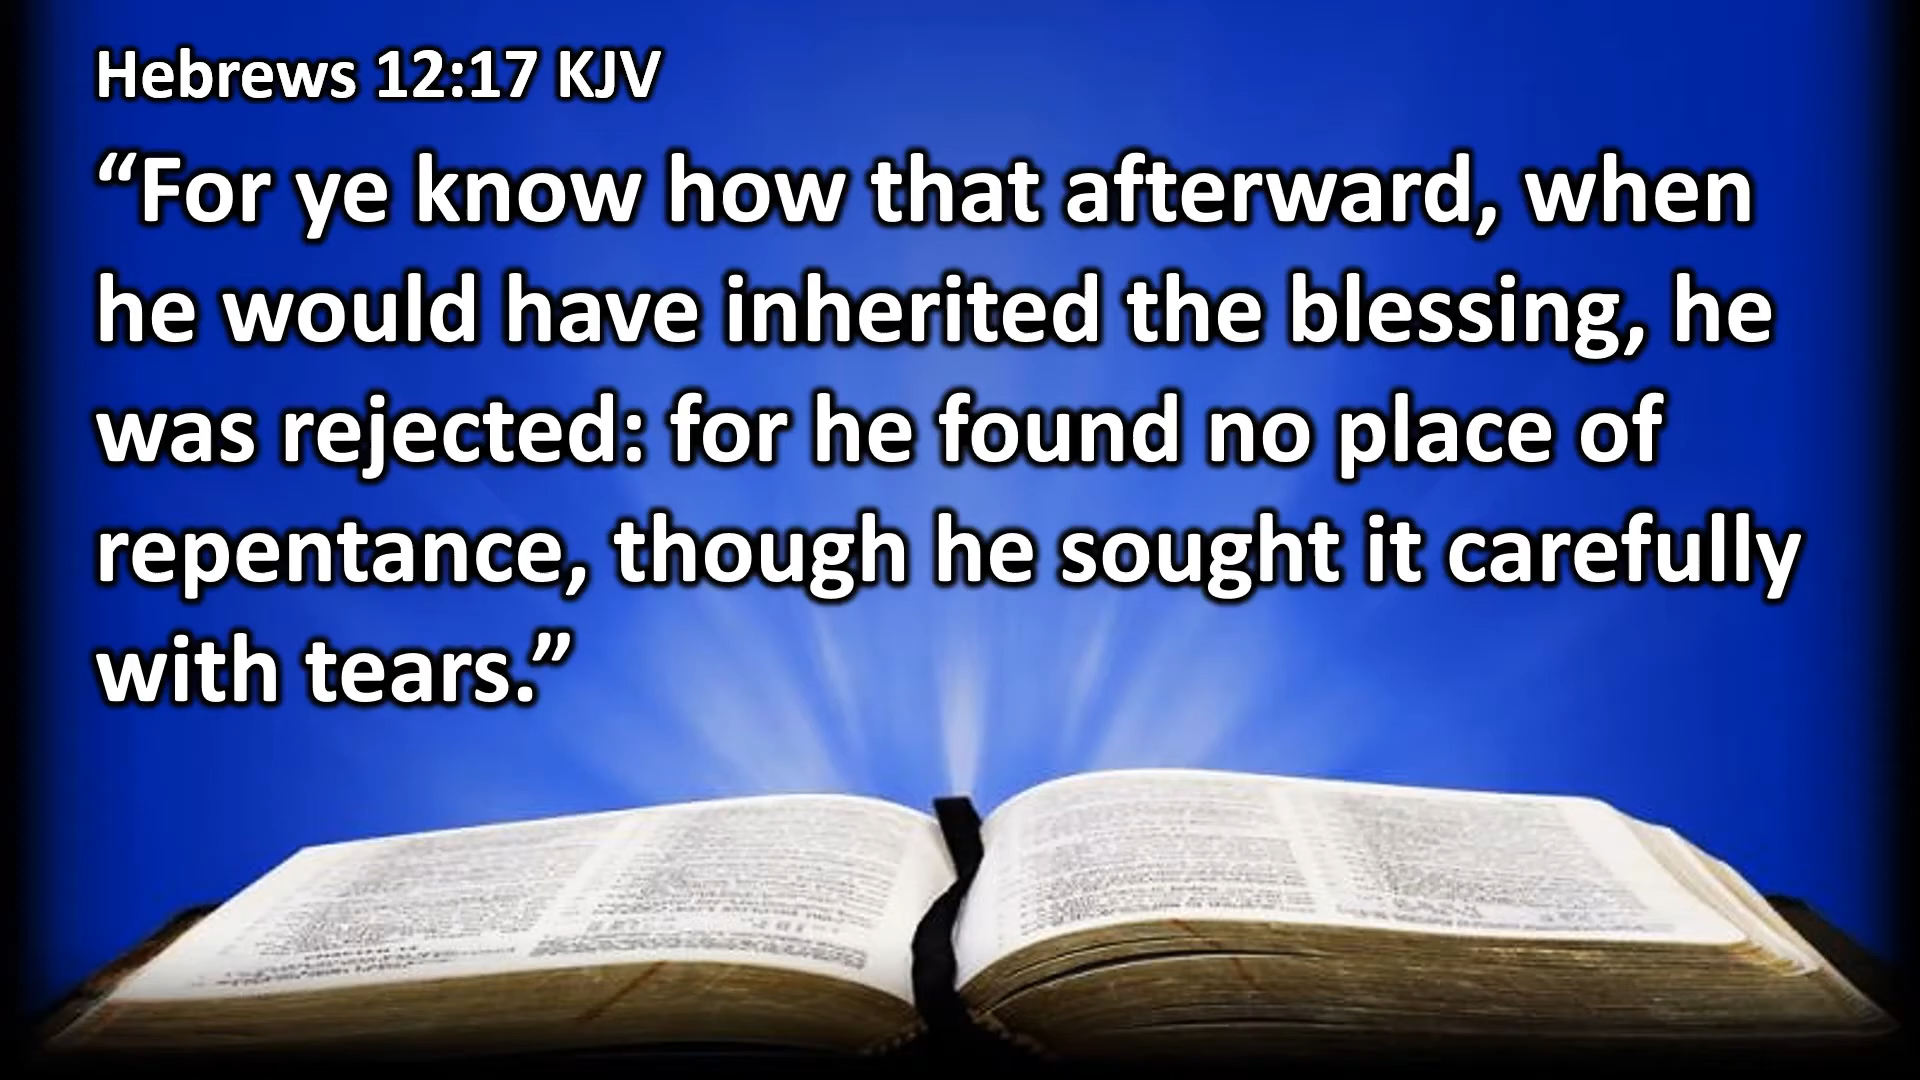 Hebrews 12:17 KJV
“For ye know how that afterward, when
he would have inherited the blessing, he
was rejected: for he found no place of
repentance, though he sought it carefully
with tears.”